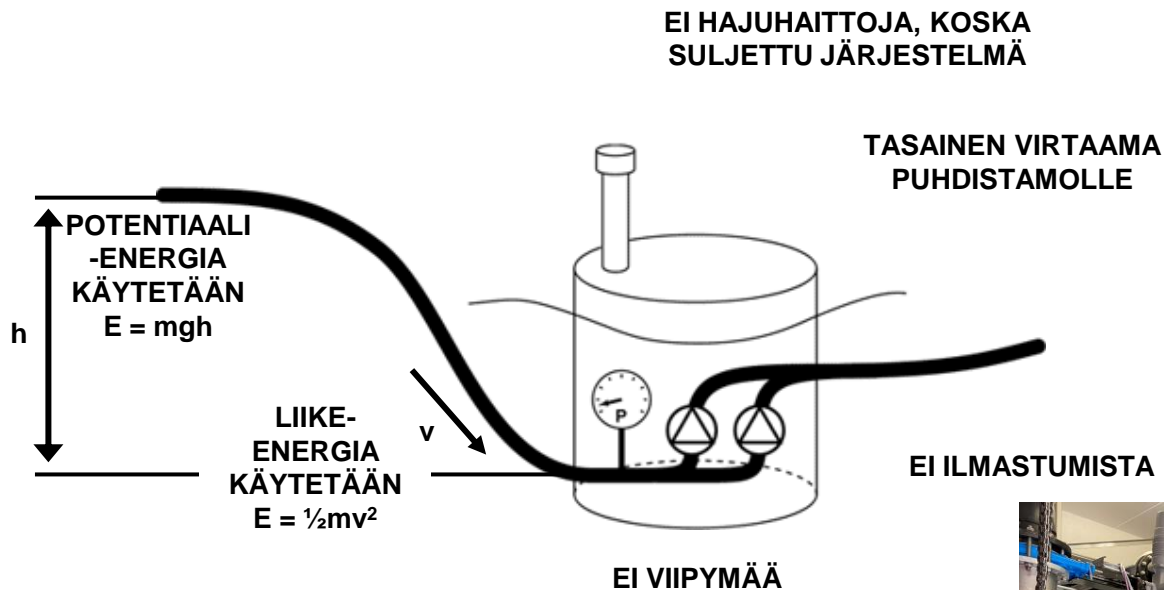 EI HAJUHAITTOJA, KOSKA
SULJETTU JÄRJESTELMÄ
TASAINEN VIRTAAMA
PUHDISTAMOLLE
POTENTIAALI
-ENERGIA
KÄYTETÄÄN
E = mgh
h
v
P
LIIKE-
ENERGIA
KÄYTETÄÄN
E = ½mv²
EI ILMASTUMISTA
EI VIIPYMÄÄ